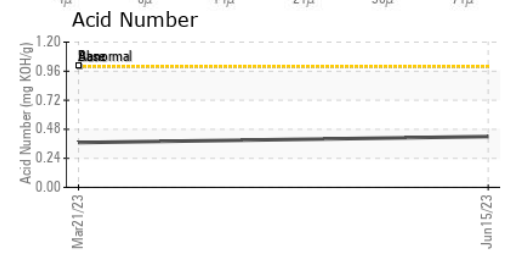 Acid Number
Acid Number (mg KOH/g)
1.20
0.96
0.72
0.48
0.24
0.00
Abnormal
Mar21/23
Jun15/23